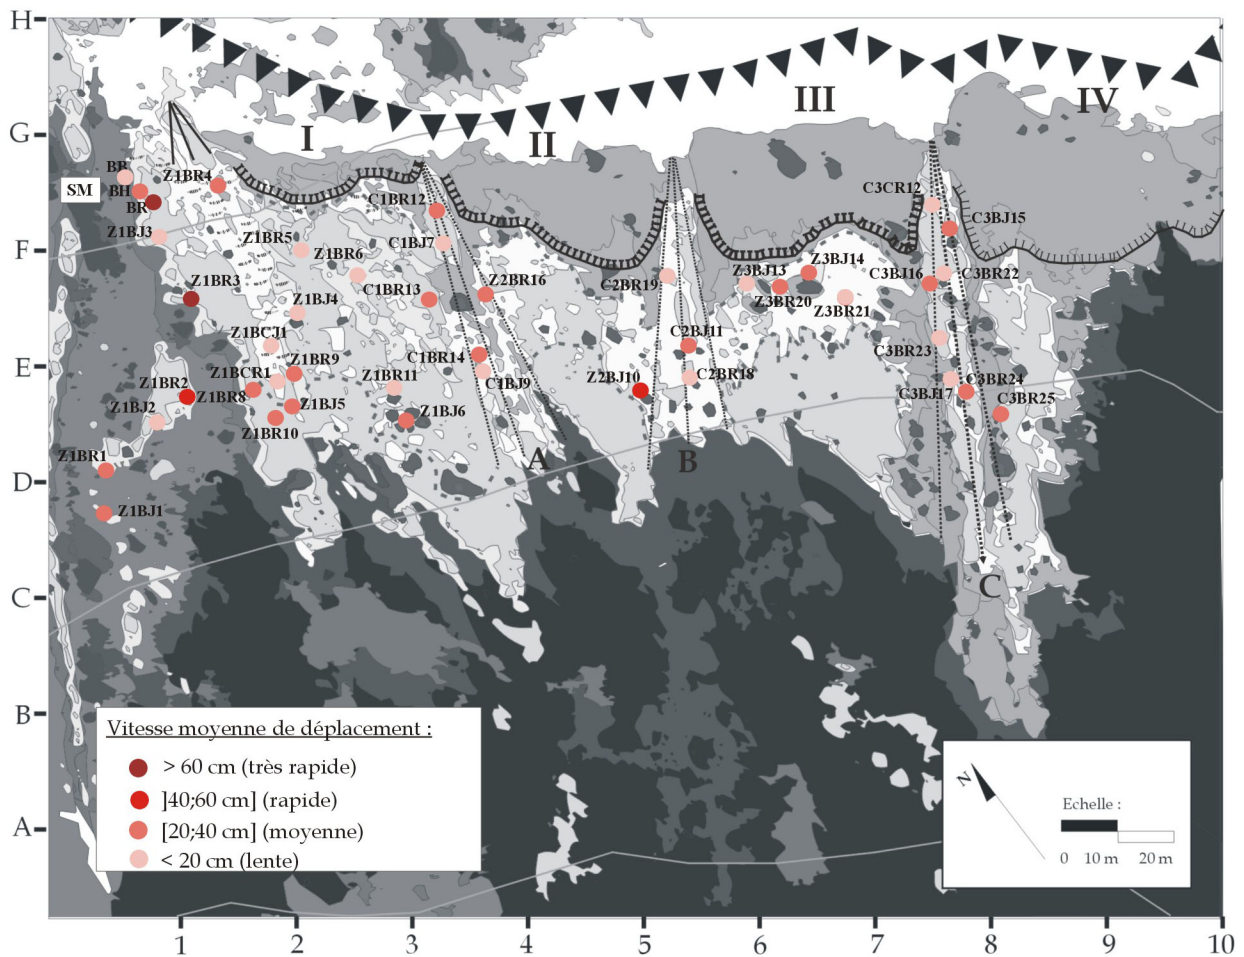 H
III
IV
G
I
II
BR
Z1BR4
SM
BH
C3CR12
BR
C1BR12
C3BJ15
Z1BJ3
Z1BR5
C1BJ7
F
Z1BR6
Z3BJ14
Z3BJ13
Z1BR3
Z2BR16
C2BR19
C3BJ16
C3BR22
C1BR13
Z1BJ4
Z3BR20
Z3BR21
Z1BCJ1
C2BJ11
C3BR23
Z1BR9
C1BR14
E
Z1BCR1
Z1BR11
C1BJ9
Z2BJ10
C2BR18
C3BR24
Z1BR2
Z1BR8
C3BJ17
C3BR25
Z1BJ2
Z1BJ5
Z1BJ6
Z1BR10
Z1BR1
A
B
D
Z1BJ1
C
C
B
Vitesse moyenne de déplacement :
> 60 cm (très rapide)
]40;60 cm] (rapide)
[20;40 cm] (moyenne)
< 20 cm (lente)
N
Echelle :
0 10 m 20 m
A
1 2 3 4 5 6 7 8 9 10